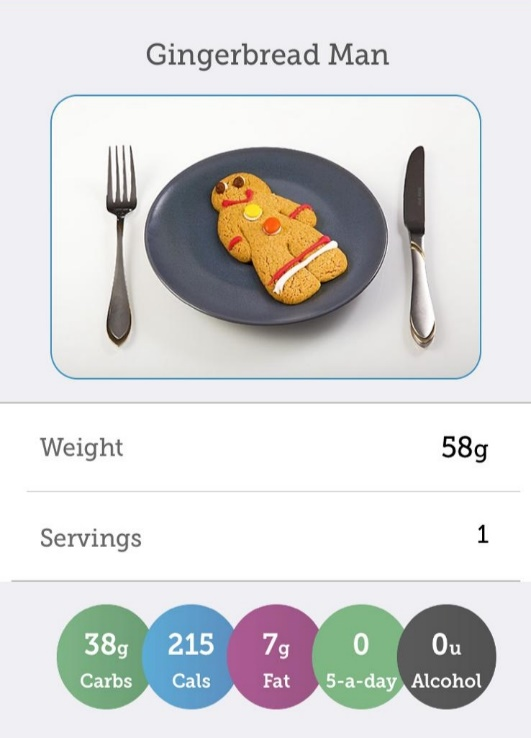 Gingerbread Man
Weight 58g
Servings 1
38g 215 7g 0 0u
Carbs Cals Fat 5-a-day Alcohol